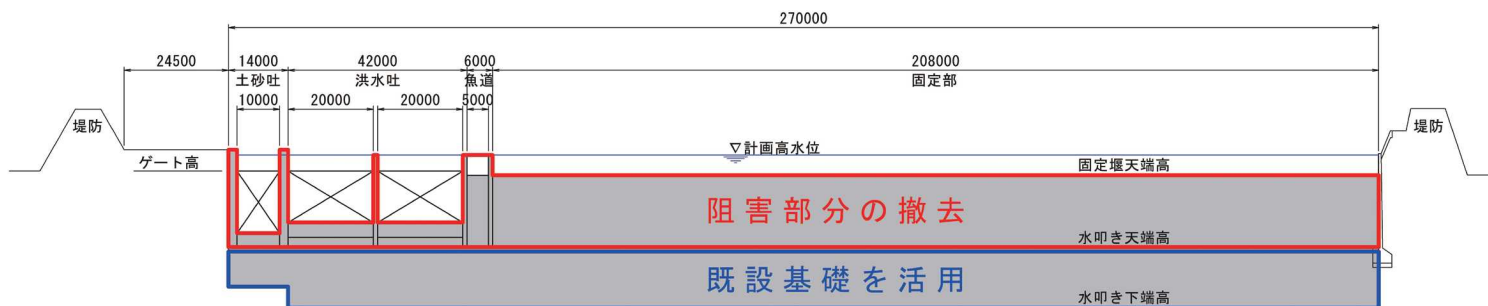 270000
24500 14000 42000 6000 208000
土砂吐 洪水吐 魚道 固定部
10000 20000 20000 5000
堤防 堤防
▽計画高水位
ゲート高 固定堰天端高
阻害部分の撤去
水叩き天端高
既設基礎を活用
水叩き下端高